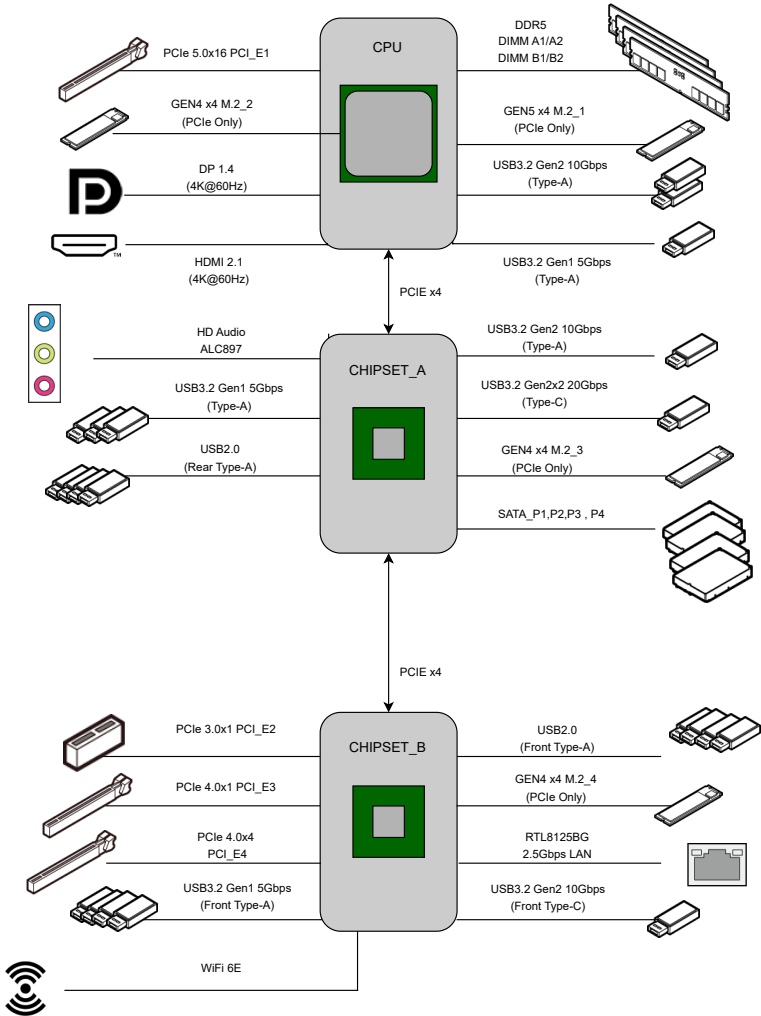 CPU
PCIe 5.0x16 PCI_E1
DDR5
DIMM A1/A2
DIMM B1/B2
GEN4 x4 M.2_2
(PCIe Only)
GEN5 x4 M.2_1
(PCIe Only)
DP 1.4
(4K@60Hz)
USB3.2 Gen2 10Gbps
(Type-A)
TM
HDMI 2.1
(4K@60Hz)
USB3.2 Gen1 5Gbps
(Type-A)
PCIE x4
HD Audio
ALC897
USB3.2 Gen2 10Gbps
(Type-A)
CHIPSET_A
USB3.2 Gen1 5Gbps
(Type-A)
USB3.2 Gen2x2 20Gbps
(Type-C)
USB2.0
(Rear Type-A)
GEN4 x4 M.2_3
(PCIe Only)
SATA_P1,P2,P3 , P4
PCIE x4
CHIPSET_B
PCIe 3.0x1 PCI_E2
USB2.0
(Front Type-A)
PCIe 4.0x1 PCI_E3
GEN4 x4 M.2_4
(PCIe Only)
PCIe 4.0x4
PCI_E4
RTL8125BG
2.5Gbps LAN
USB3.2 Gen1 5Gbps
(Front Type-A)
USB3.2 Gen2 10Gbps
(Front Type-C)
WiFi 6E